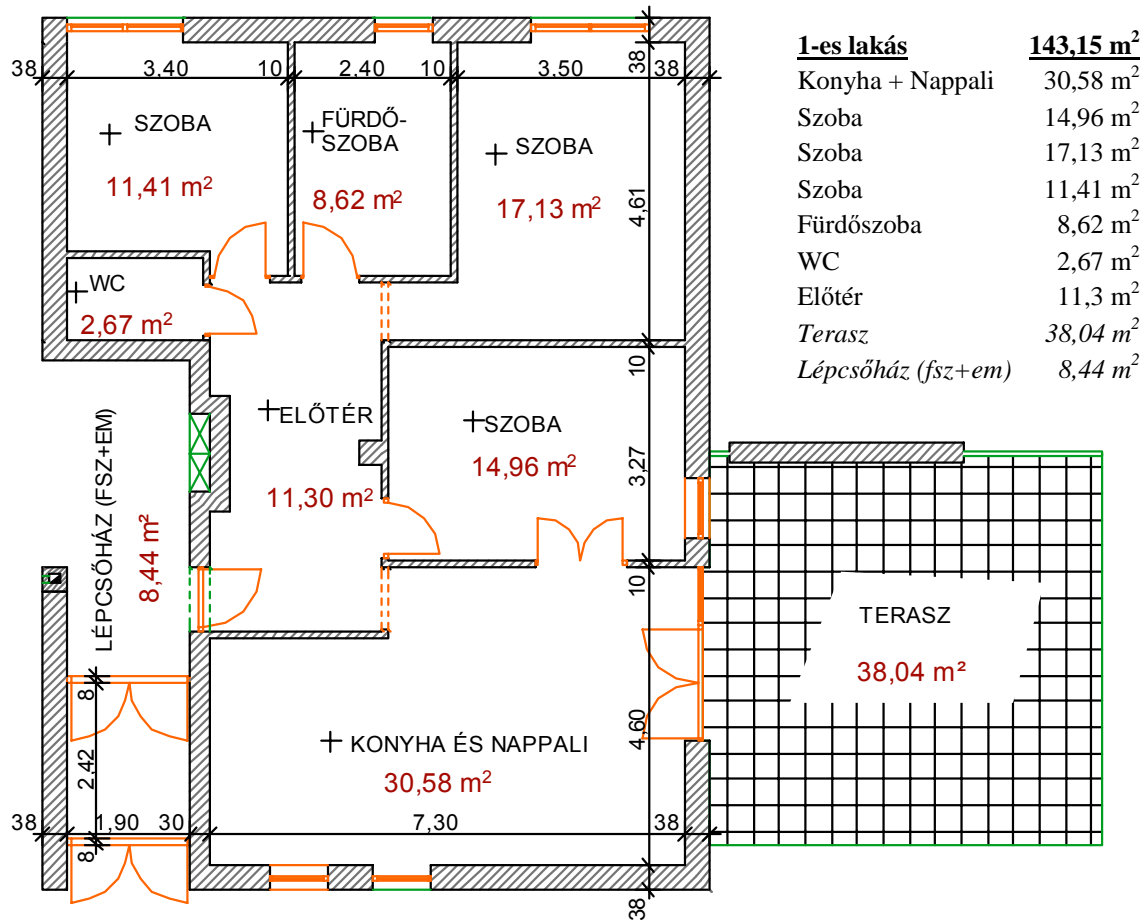 38
3,40
10
2,40
10
3,50
38
38
SZOBA
11,41 m²
FÜRDŐ-
SZOBA
8,62 m²
SZOBA
17,13 m²
4,61
WC
2,67 m²
10
ELŐTÉR
11,30 m²
SZOBA
14,96 m²
3,27
LÉPCSŐHÁZ (FSZ+EM)
8,44 m²
10
TERASZ
38,04 m²
8
2,42
4,60
KONYHA ÉS NAPPALI
30,58 m²
38
1,90
30
7,30
38
8
38
1-es lakás 143,15 m²
Konyha + Nappali 30,58 m²
Szoba 14,96 m²
Szoba 17,13 m²
Szoba 11,41 m²
Fürdőszoba 8,62 m²
WC 2,67 m²
Előtér 11,3 m²
Terasz 38,04 m²
Lépcsőház (fsz+em) 8,44 m²